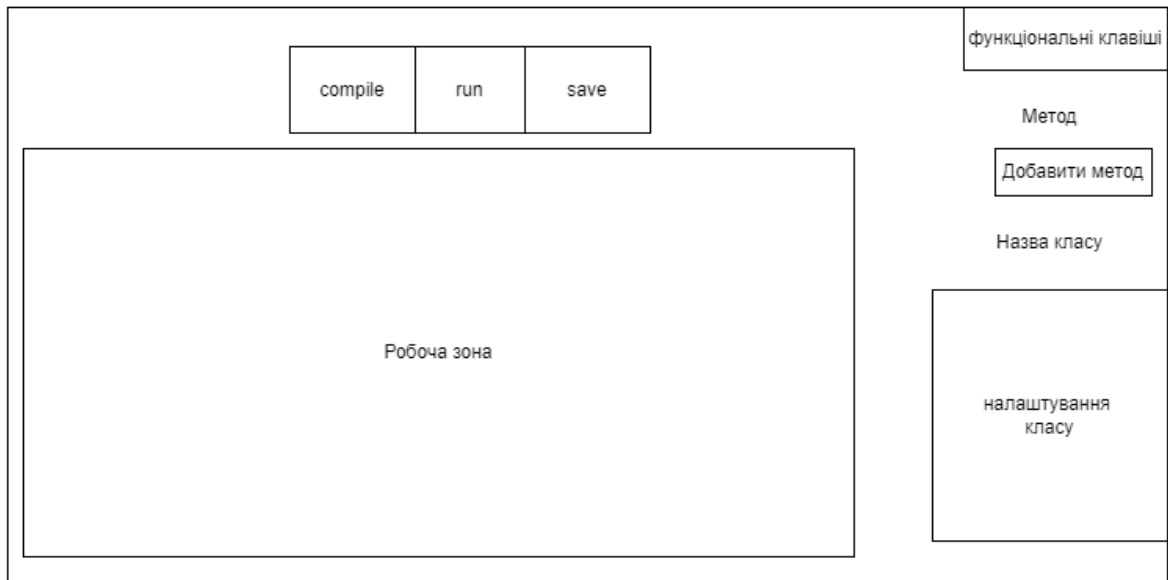 функціональні клавіші
compile
run
save
Метод
Добавити метод
Назва класу
Робоча зона
налаштування
класу